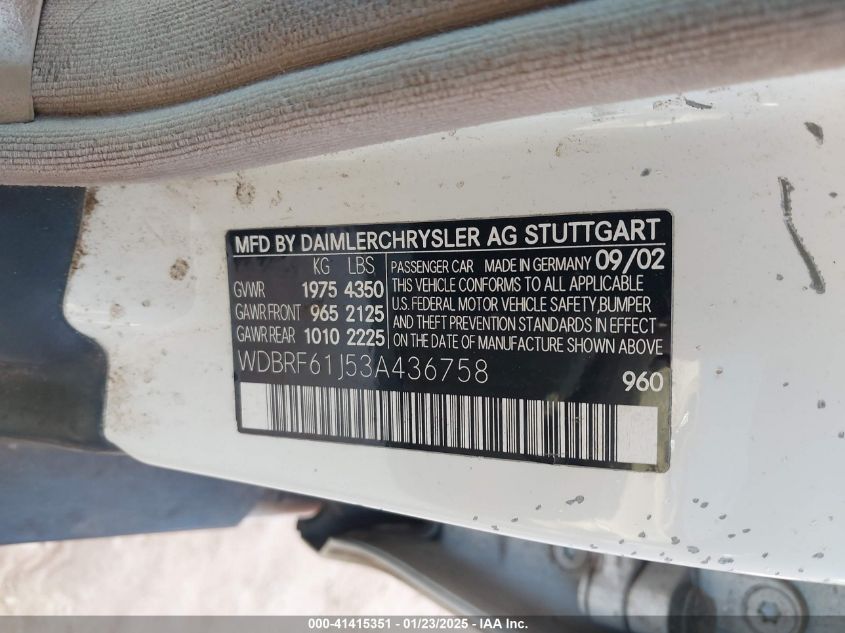 MFD BY DAIMLERCHRYSLER AG STUTTGART
KG LBS
GVWR 1975 4350
GAWR FRONT 965 2125
GAWR REAR 1010 2225
PASSENGER CAR MADE IN GERMANY 09/02
THIS VEHICLE CONFORMS TO ALL APPLICABLE
U.S. FEDERAL MOTOR VEHICLE SAFETY,BUMPER
AND THEFT PREVENTION STANDARDS IN EFFECT
ON THE DATE OF MANUFACTURE SHOWN ABOVE
WDBRF61J53A436758
960
000-41415351 / 01/23/2025 - IAA Inc.